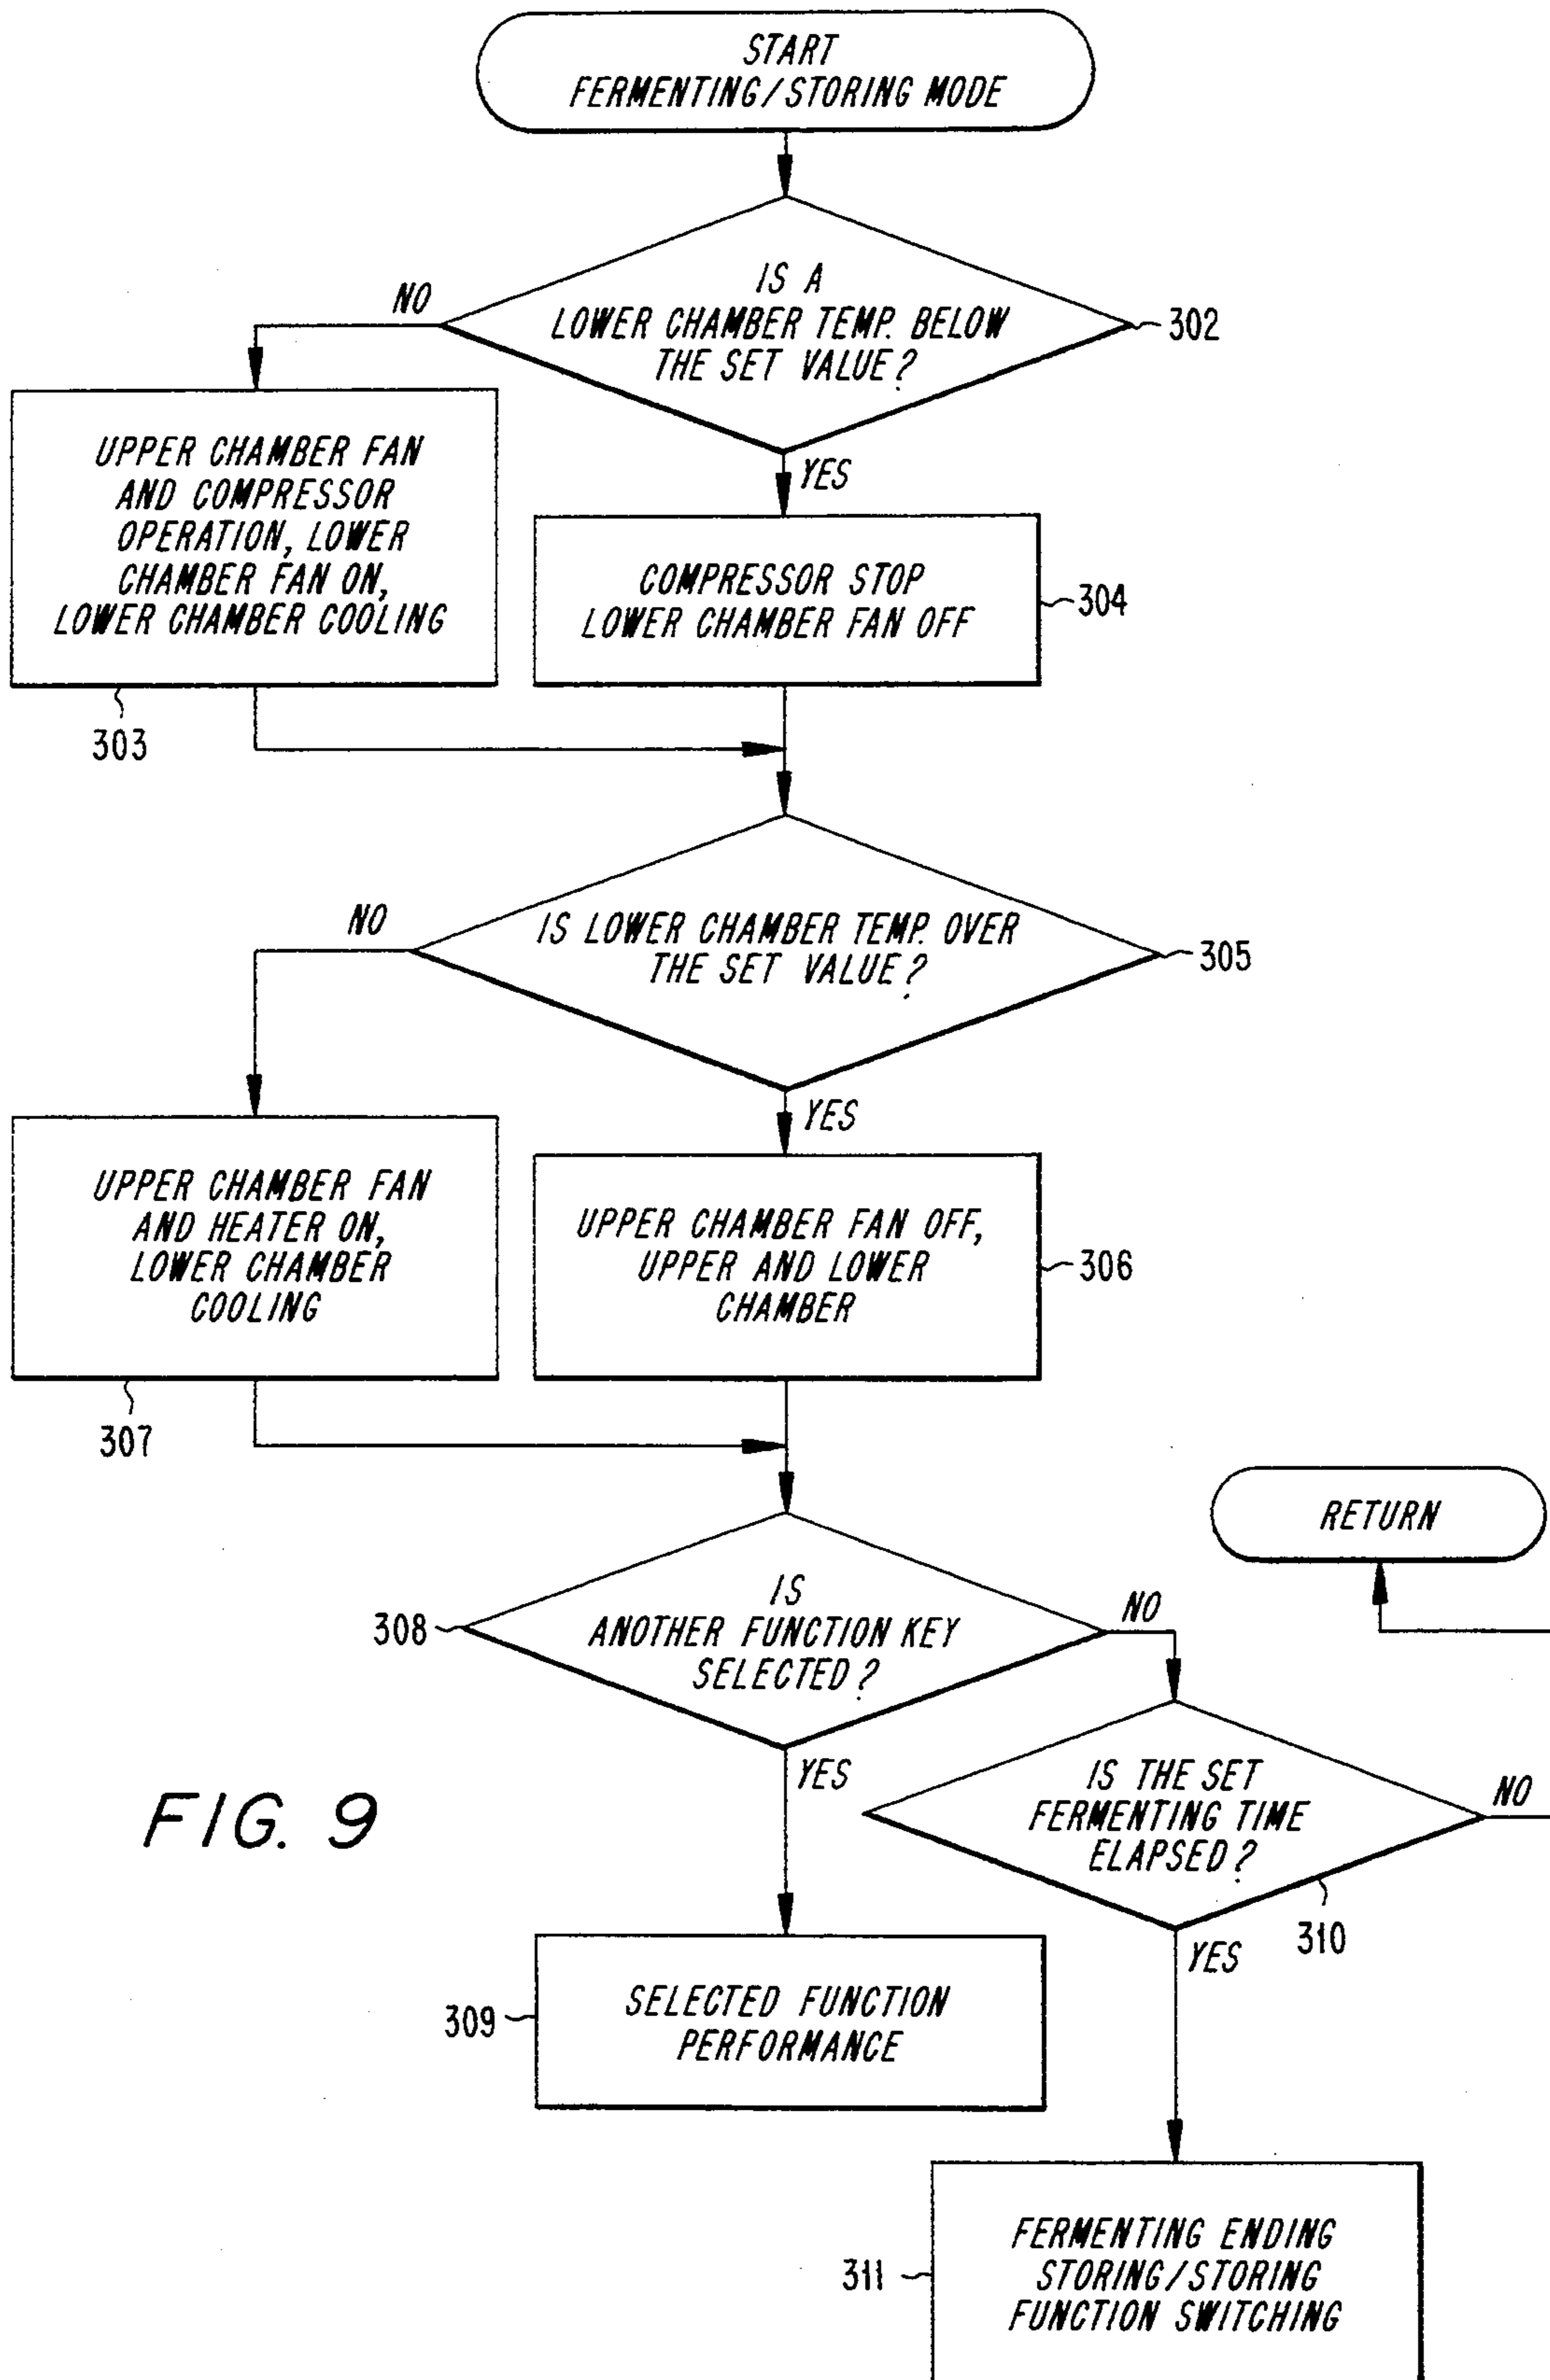 START
FERMENTING/STORING MODE
IS A
LOWER CHAMBER TEMP. BELOW
THE SET VALUE?
302
NO
YES
UPPER CHAMBER FAN
AND COMPRESSOR
OPERATION, LOWER
CHAMBER FAN ON,
LOWER CHAMBER COOLING
303
COMPRESSOR STOP
LOWER CHAMBER FAN OFF
304
IS LOWER CHAMBER TEMP. OVER
THE SET VALUE?
305
NO
YES
UPPER CHAMBER FAN
AND HEATER ON,
LOWER CHAMBER
COOLING
307
UPPER CHAMBER FAN OFF,
UPPER AND LOWER
CHAMBER
306
RETURN
308
IS
ANOTHER FUNCTION KEY
SELECTED?
NO
YES
IS THE SET
FERMENTING TIME
ELAPSED?
NO
310
YES
FIG. 9
309
SELECTED FUNCTION
PERFORMANCE
311
FERMENTING ENDING
STORING/STORING
FUNCTION SWITCHING